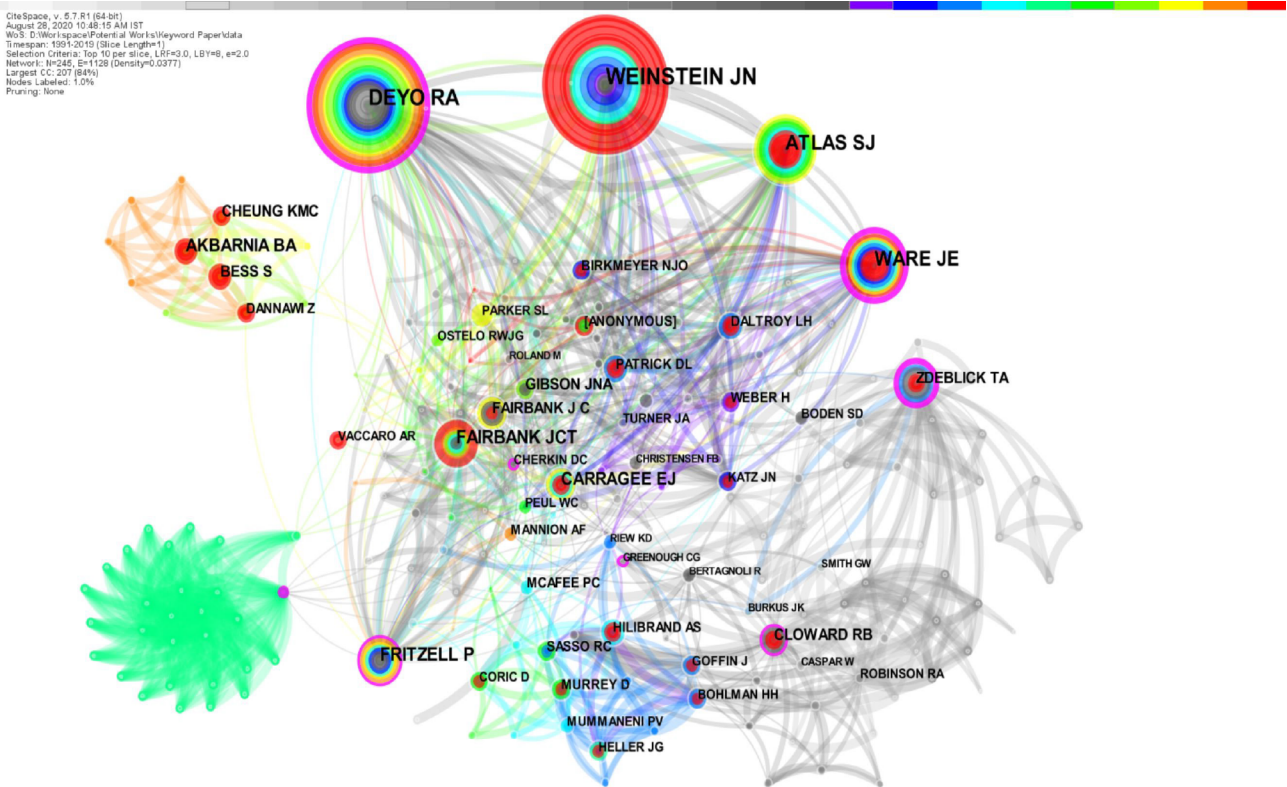 CiteSpace, v. 5.7.R1 (64-bit)
August 28, 2020 10:48:15 AM IST
WoS: D:\Workspace\Potential Works\Keyword Paper\data
Timespan: 1991-2019 (Slice Length=1)
Selection Criteria: Top 10 per slice, LRF=3.0, LBY=8, e=2.0
Network: N=245, E=1128 (Density=0.0377)
Largest CC: 207 (84%)
Nodes Labeled: 1.0%
Pruning: None
WEINSTEIN JN
DEYO RA
ATLAS SJ
CHEUNG KMC
AKBARNIA BA
WARE JE
BIRKMEYER NJO
BESS S
DANNAWI Z
PARKER SL
[ANONYMOUS]
DALTROY LH
OSTELO RWJG
ROLAND M
PATRICK DL
ZDEBLICK TA
GIBSON JNA
WEBER H
FAIRBANK J C
TURNER JA
BODEN SD
VACCARO AR
FAIRBANK JCT
CHERKIN DC
CHRISTENSEN FB
CARRAGEE EJ
KATZ JN
PEUL WC
MANNION AF
RIEW KD
GREENOUGH CG
SMITH GW
BERTAGNOLI R
MCAFEE PC
BURKUS JK
HILIBRAND AS
CLOWARD RB
SASSO RC
FRITZELL P
GOFFIN J
CASPAR W
ROBINSON RA
CORIC D
MURREY D
BOHLMAN HH
MUMMANENI PV
HELLER JG